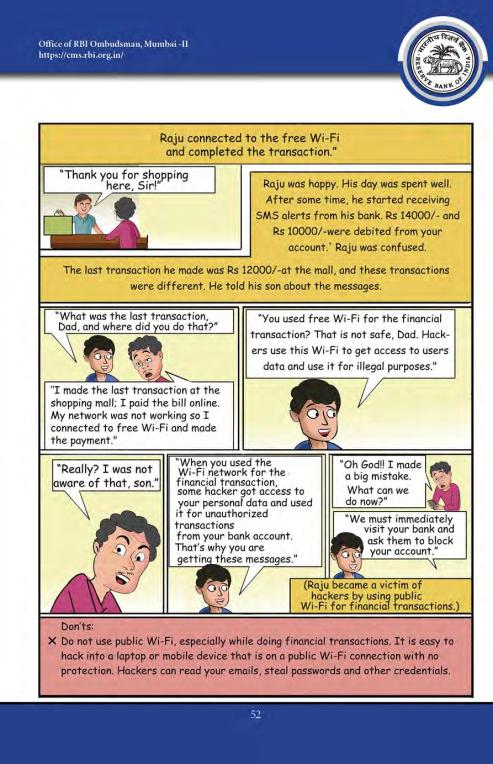 Office of RBI Ombudsman, Mumbai -II
https://cms.rbi.org.in/
भारतीय रिज़र्व बैंक
RESERVE BANK OF INDIA
Raju connected to the free Wi-Fi
and completed the transaction."
"Thank you for shopping
here, Sir!"
Raju was happy. His day was spent well.
After some time, he started receiving
SMS alerts from his bank. Rs 14000/- and
Rs 10000/-were debited from your
account.' Raju was confused.
The last transaction he made was Rs 12000/-at the mall, and these transactions
were different. He told his son about the messages.
"What was the last transaction,
Dad, and where did you do that?"
"I made the last transaction at the
shopping mall; I paid the bill online.
My network was not working so I
connected to free Wi-Fi and made
the payment."
"You used free Wi-Fi for the financial
transaction? That is not safe, Dad. Hack-
ers use this Wi-Fi to get access to users
data and use it for illegal purposes."
"Really? I was not
aware of that, son."
"When you used the
Wi-Fi network for the
financial transaction,
some hacker got access to
your personal data and used
it for unauthorized
transactions
from your bank account.
That's why you are
getting these messages."
"Oh God!! I made
a big mistake.
What can we
do now?"
"We must immediately
visit your bank and
ask them to block
your account."
(Raju became a victim of
hackers by using public
Wi-Fi for financial transactions.)
Don'ts:
X Do not use public Wi-Fi, especially while doing financial transactions. It is easy to
hack into a laptop or mobile device that is on a public Wi-Fi connection with no
protection. Hackers can read your emails, steal passwords and other credentials.
52